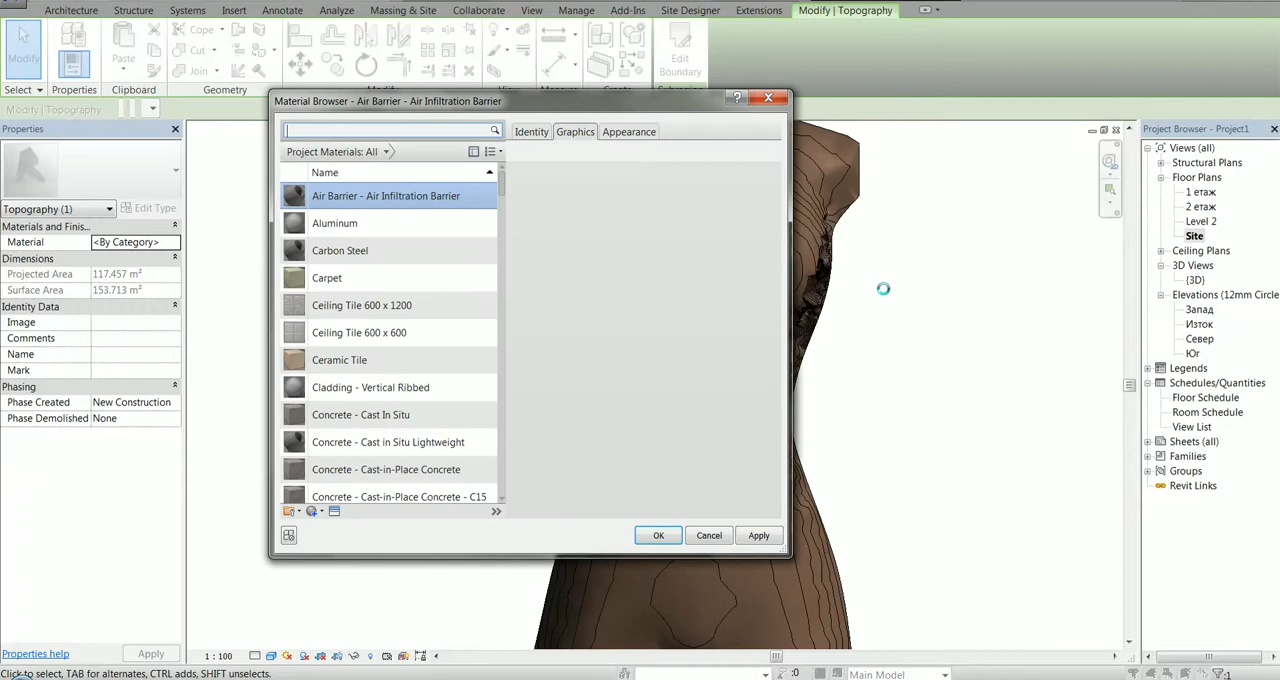 Architecture Structure Systems Insert Annotate Analyze Massing & Site Collaborate View Manage Add-Ins Site Designer Extensions Modify | Topography
Modify
Paste
Cope
Cut
Join
Edit
Boundary
Select Properties Clipboard Geometry
Modify | Topography
Properties
Topography (1) Edit Type
Materials and Finis...
Material <By Category>
Dimensions
Projected Area 117.457 m²
Surface Area 153.713 m²
Identity Data
Image
Comments
Name
Mark
Phasing
Phase Created New Construction
Phase Demolished None
Properties help Apply
Material Browser - Air Barrier - Air Infiltration Barrier
Project Materials: All
Name
Air Barrier - Air Infiltration Barrier
Aluminum
Carbon Steel
Carpet
Ceiling Tile 600 x 1200
Ceiling Tile 600 x 600
Ceramic Tile
Cladding - Vertical Ribbed
Concrete - Cast In Situ
Concrete - Cast in Situ Lightweight
Concrete - Cast-in-Place Concrete
Concrete - Cast-in-Place Concrete - C15
Identity Graphics Appearance
OK Cancel Apply
Project Browser - Project1
Views (all)
Structural Plans
Floor Plans
1 етаж
2 етаж
Level 2
Site
Ceiling Plans
3D Views
{3D}
Elevations (12mm Circle
Запад
Изток
Север
Юг
Legends
Schedules/Quantities
Floor Schedule
Room Schedule
View List
Sheets (all)
Families
Groups
Revit Links
1 : 100
Click to select, TAB for alternates, CTRL adds, SHIFT unselects.
:0
Main Model
:1